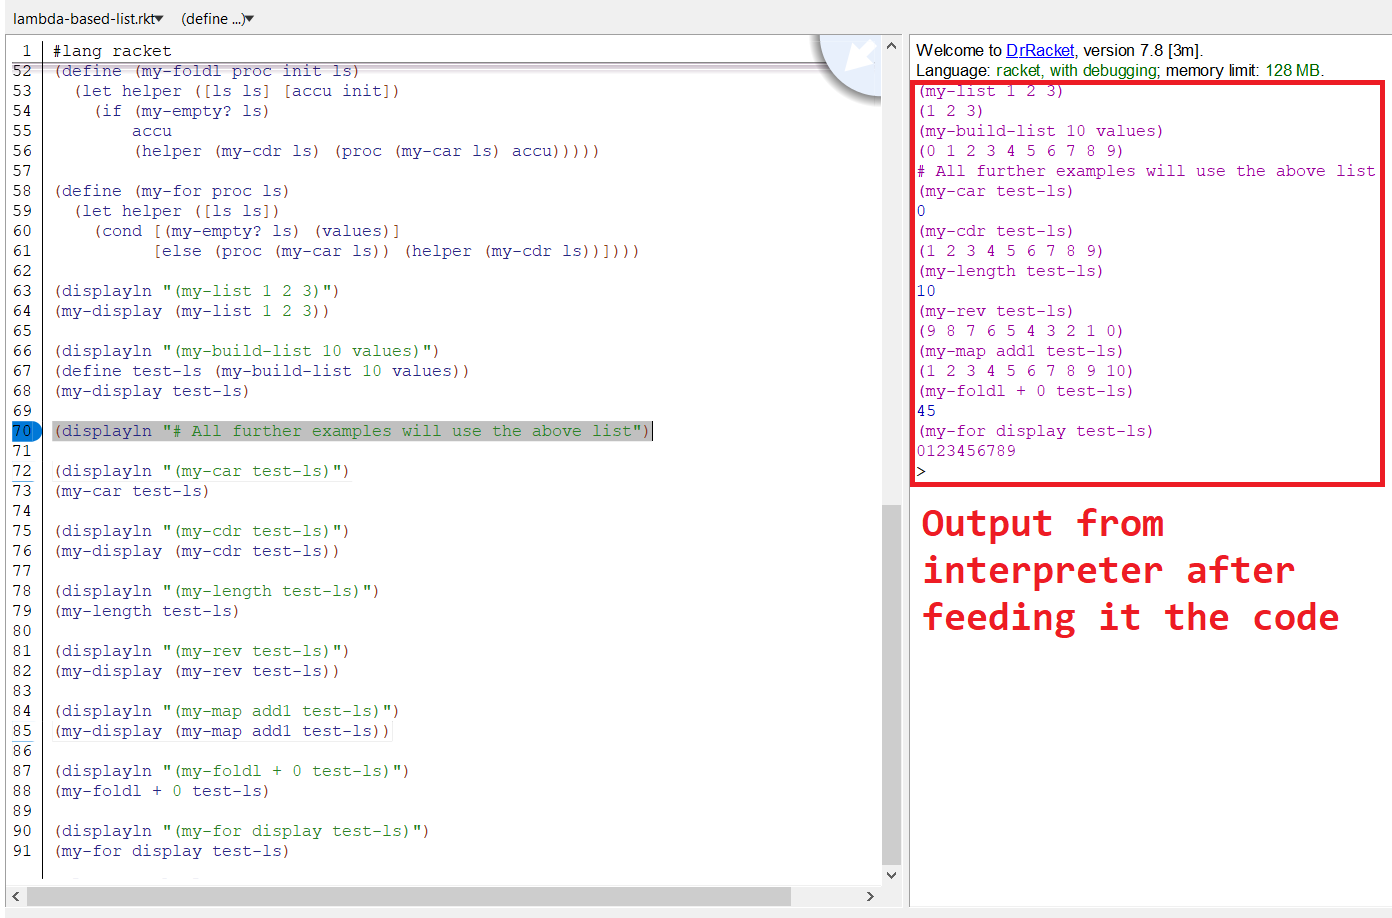 lambda-based-list.rkt▾ (define ...)▾
1 #lang racket
52 (define (my-foldl proc init ls)
53   (let helper ([ls ls] [accu init])
54     (if (my-empty? ls)
55         accu
56         (helper (my-cdr ls) (proc (my-car ls) accu)))))
57
58 (define (my-for proc ls)
59   (let helper ([ls ls])
60     (cond [(my-empty? ls) (values)]
61           [else (proc (my-car ls)) (helper (my-cdr ls))])))
62
63 (displayln "(my-list 1 2 3)")
64 (my-display (my-list 1 2 3))
65
66 (displayln "(my-build-list 10 values)")
67 (define test-ls (my-build-list 10 values))
68 (my-display test-ls)
69
70 (displayln "# All further examples will use the above list")
71
72 (displayln "(my-car test-ls)")
73 (my-car test-ls)
74
75 (displayln "(my-cdr test-ls)")
76 (my-display (my-cdr test-ls))
77
78 (displayln "(my-length test-ls)")
79 (my-length test-ls)
80
81 (displayln "(my-rev test-ls)")
82 (my-display (my-rev test-ls))
83
84 (displayln "(my-map add1 test-ls)")
85 (my-display (my-map add1 test-ls))
86
87 (displayln "(my-foldl + 0 test-ls)")
88 (my-foldl + 0 test-ls)
89
90 (displayln "(my-for display test-ls)")
91 (my-for display test-ls)
Welcome to DrRacket, version 7.8 [3m].
Language: racket, with debugging; memory limit: 128 MB.
(my-list 1 2 3)
(1 2 3)
(my-build-list 10 values)
(0 1 2 3 4 5 6 7 8 9)
# All further examples will use the above list
(my-car test-ls)
0
(my-cdr test-ls)
(1 2 3 4 5 6 7 8 9)
(my-length test-ls)
10
(my-rev test-ls)
(9 8 7 6 5 4 3 2 1 0)
(my-map add1 test-ls)
(1 2 3 4 5 6 7 8 9 10)
(my-foldl + 0 test-ls)
45
(my-for display test-ls)
0123456789
>
Output from
interpreter after
feeding it the code